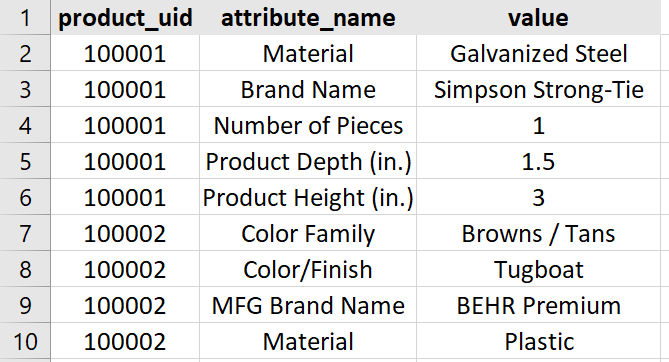 1 product_uid attribute_name value
2 100001 Material Galvanized Steel
3 100001 Brand Name Simpson Strong-Tie
4 100001 Number of Pieces 1
5 100001 Product Depth (in.) 1.5
6 100001 Product Height (in.) 3
7 100002 Color Family Browns / Tans
8 100002 Color/Finish Tugboat
9 100002 MFG Brand Name BEHR Premium
10 100002 Material Plastic